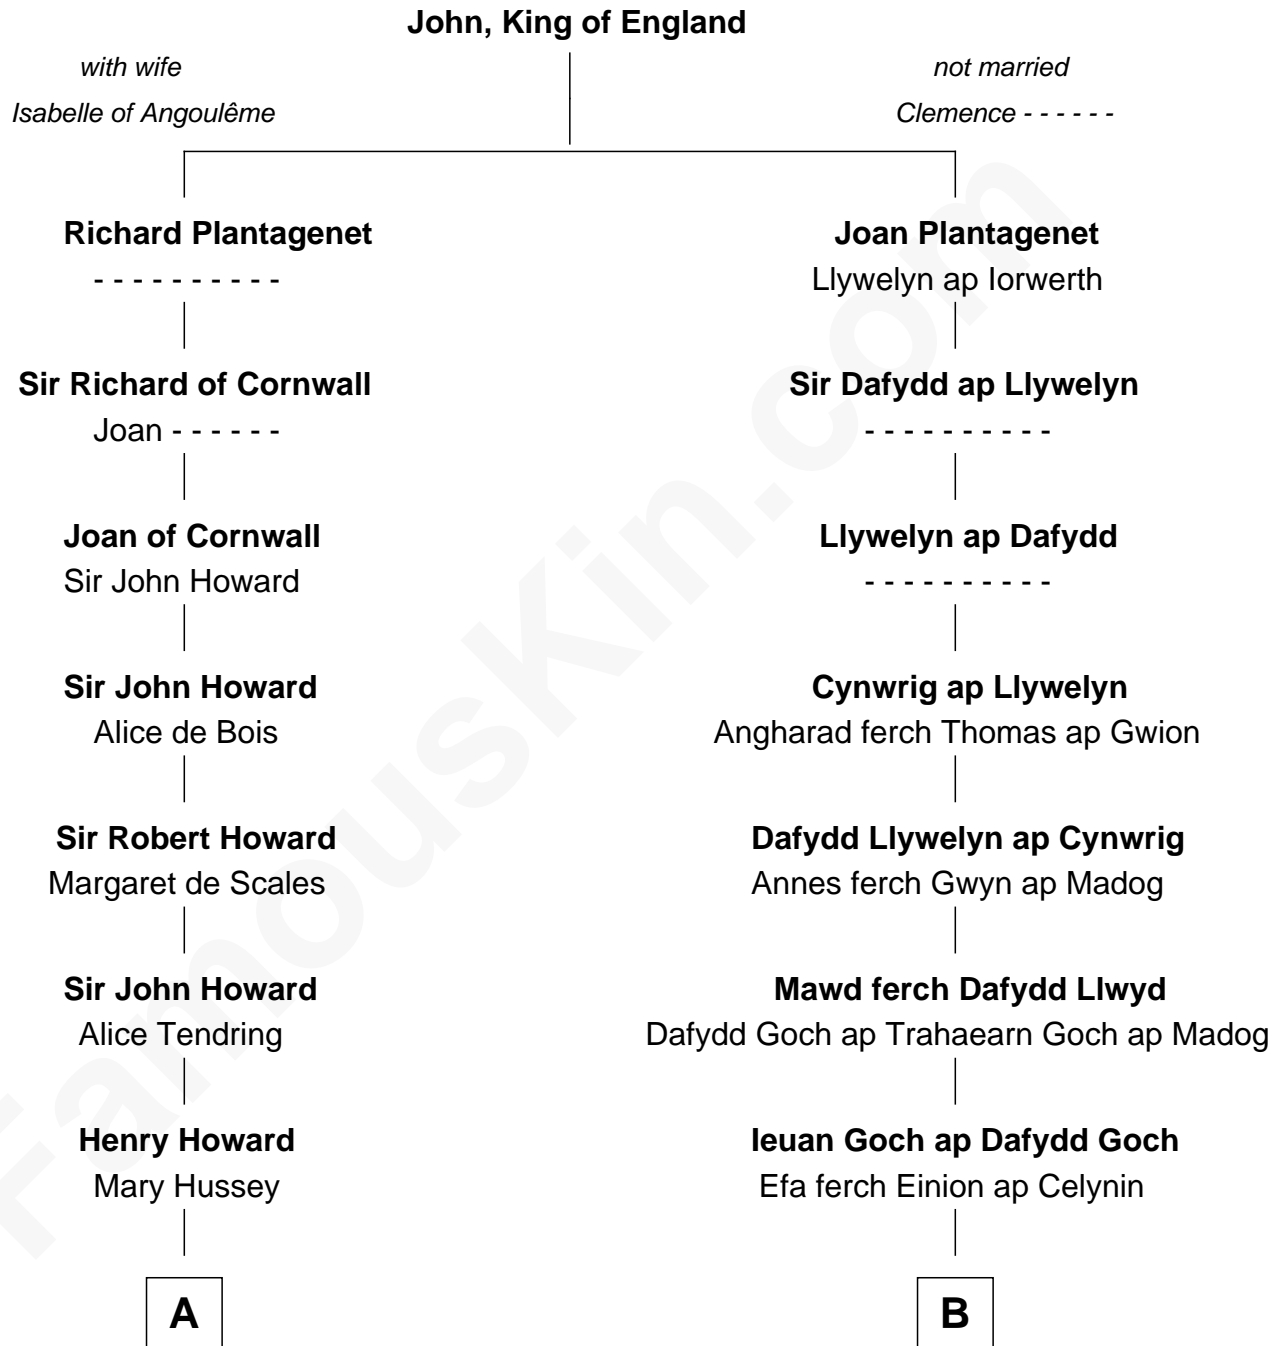 John, King of England
with wife
Isabelle of Angoulême
not married
Clemence - - - - - -
Richard Plantagenet
- - - - - - - - - -
Joan Plantagenet
Llywelyn ap Iorwerth
Sir Richard of Cornwall
Joan - - - - - -
Sir Dafydd ap Llywelyn
- - - - - - - - - -
Joan of Cornwall
Sir John Howard
Llywelyn ap Dafydd
- - - - - - - - - -
Sir John Howard
Alice de Bois
Cynwrig ap Llywelyn
Angharad ferch Thomas ap Gwion
Sir Robert Howard
Margaret de Scales
Dafydd Llywelyn ap Cynwrig
Annes ferch Gwyn ap Madog
Sir John Howard
Alice Tendring
Mawd ferch Dafydd Llwyd
Dafydd Goch ap Trahaearn Goch ap Madog
Henry Howard
Mary Hussey
Ieuan Goch ap Dafydd Goch
Efa ferch Einion ap Celynin
A
B
FamousKin.com